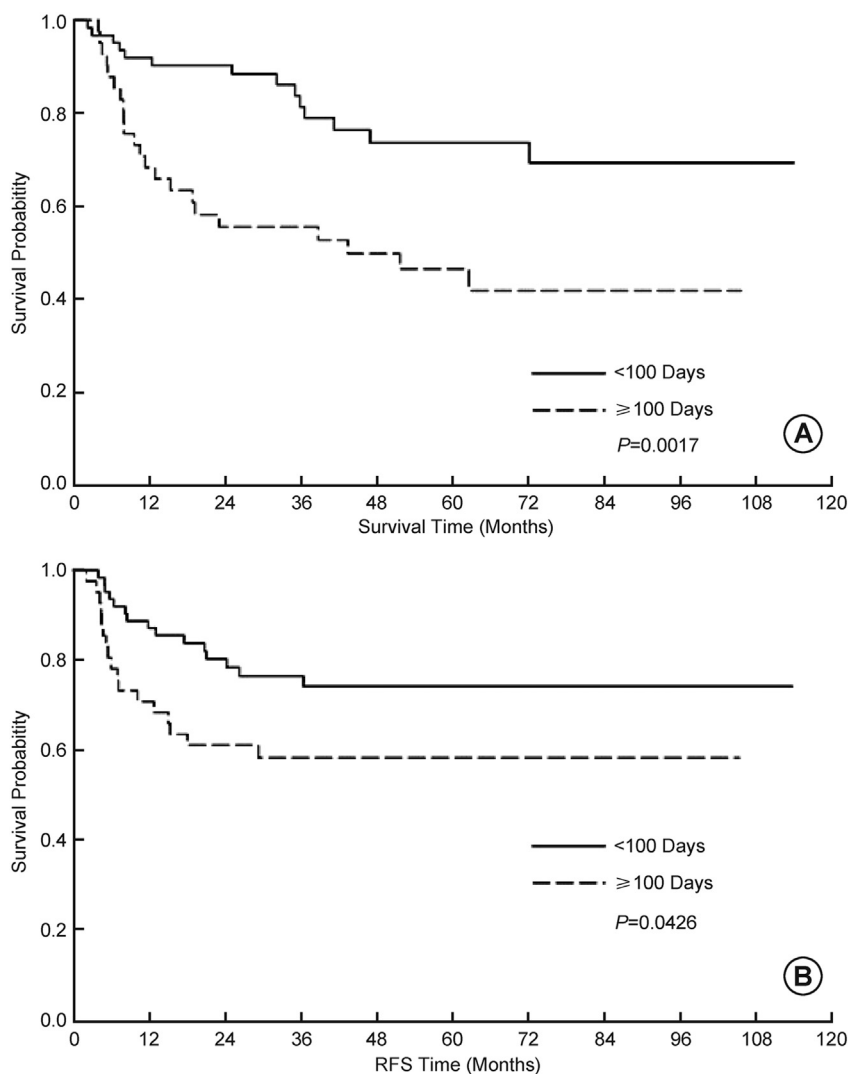 1.0
0.8
0.6
0.4
0.2
0.0
Survival Probabitity
<100 Days
⩾100 Days
P=0.0017
A
0 12 24 36 48 60 72 84 96 108 120
Survival Time (Months)
1.0
0.8
0.6
0.4
0.2
1.0
Survival Probabitity
<100 Days
⩾100 Days
P=0.0426
B
0 12 24 36 48 60 72 84 96 108 120
RFS Time (Months)